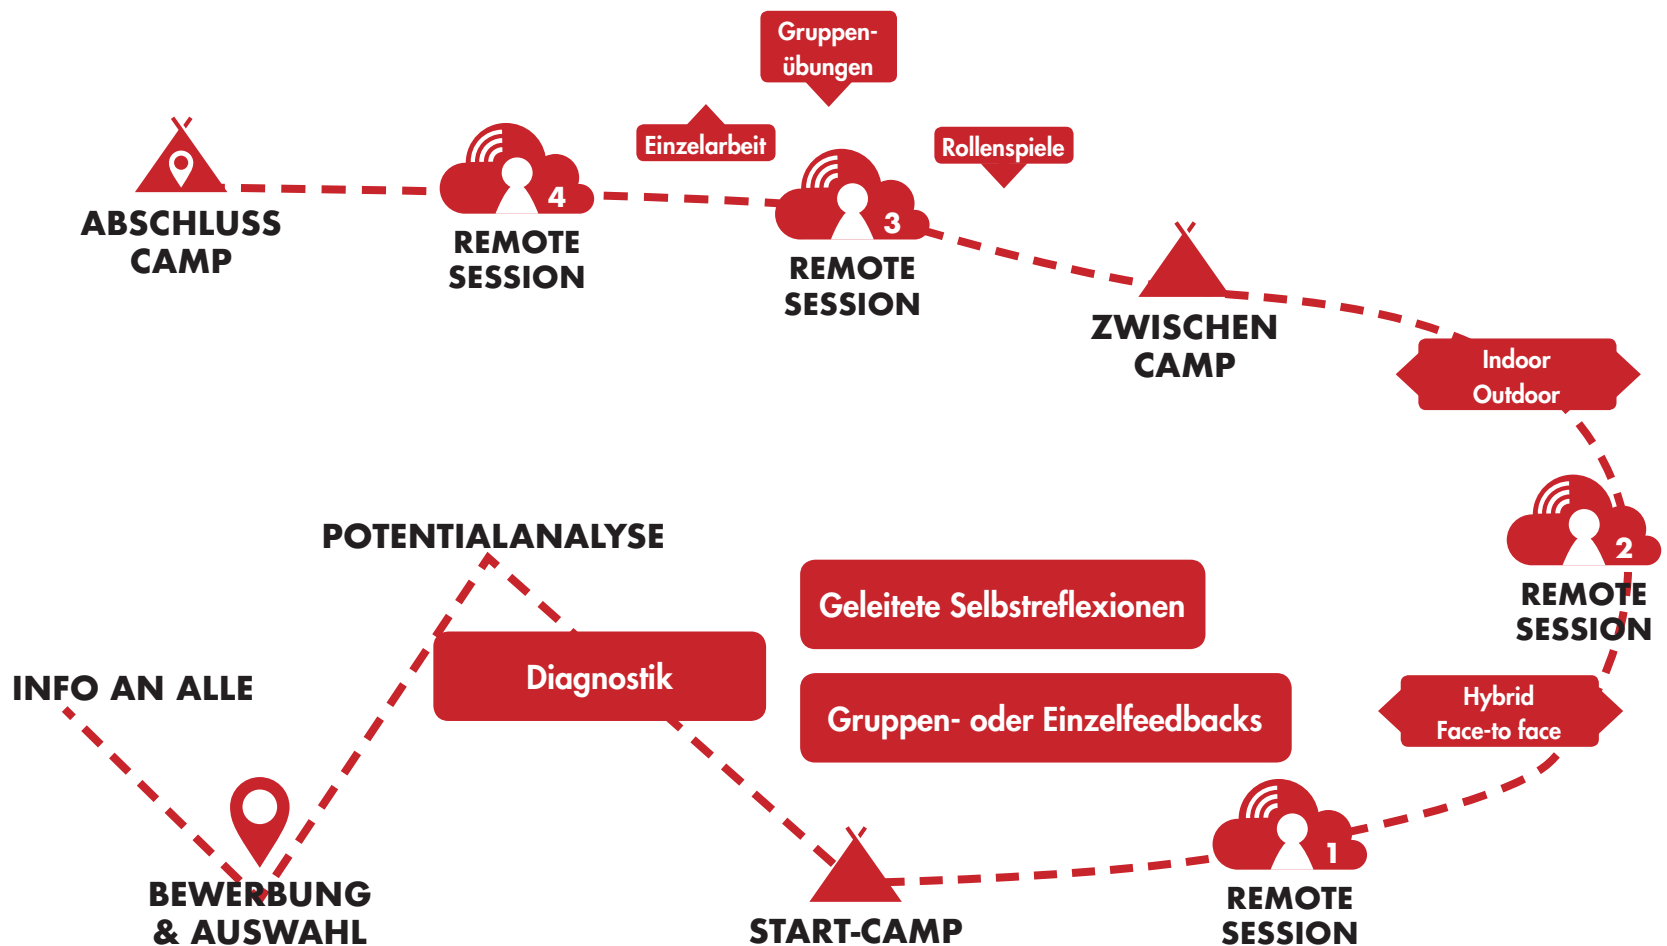 Gruppen-
übungen
Einzelarbeit
Rollenspiele
4
3
ABSCHLUSS
CAMP
REMOTE
SESSION
REMOTE
SESSION
ZWISCHEN
CAMP
Indoor
Outdoor
2
REMOTE
SESSION
POTENTIALANALYSE
Geleitete Selbstreflexionen
Diagnostik
INFO AN ALLE
Gruppen- oder Einzelfeedbacks
Hybrid
Face-to face
1
BEWERBUNG
& AUSWAHL
START-CAMP
REMOTE
SESSION